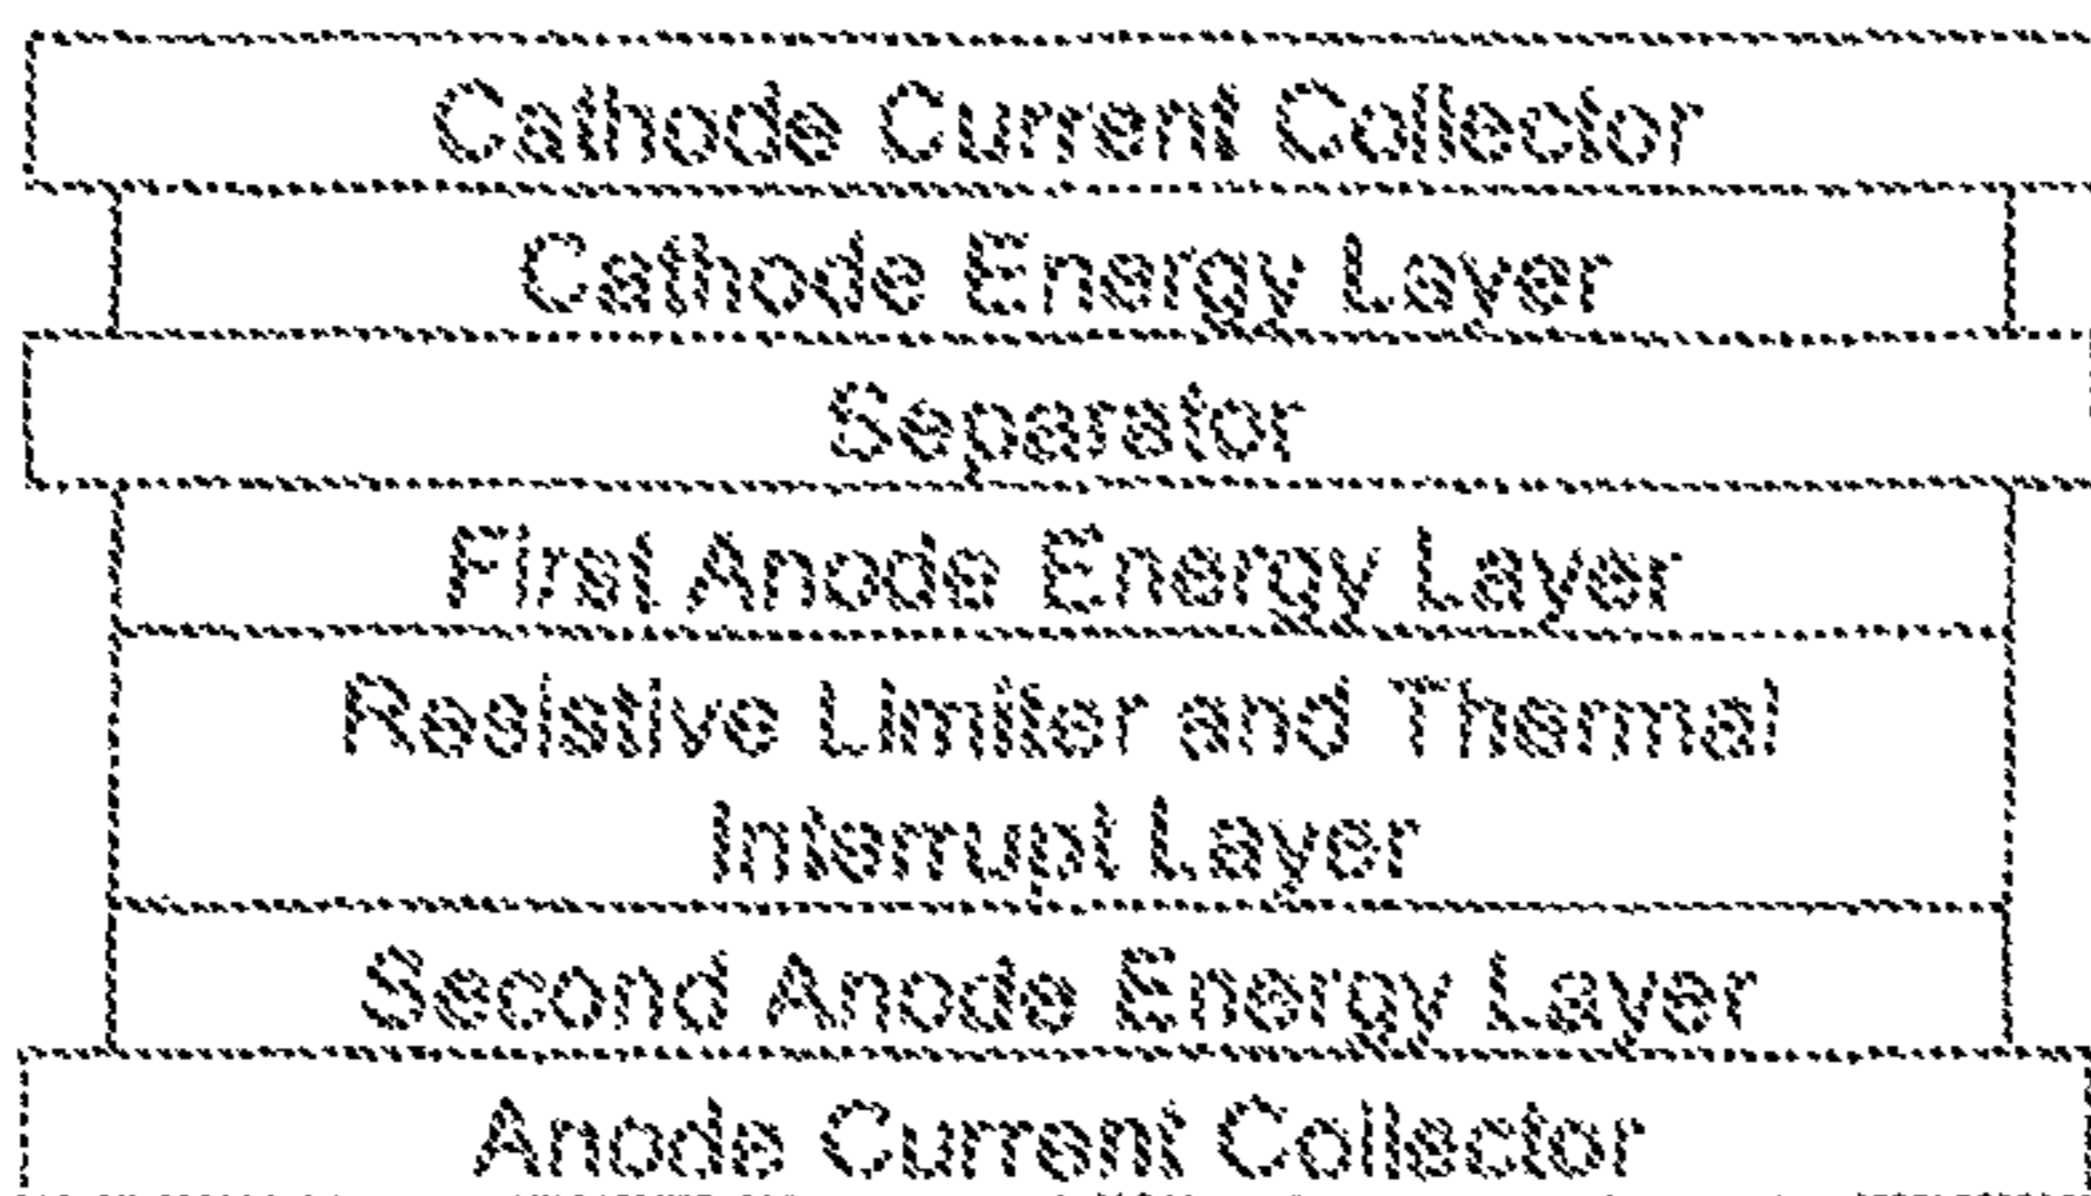 Cathode Current Collector
Cathode Energy Layer
Separator
First Anode Energy Layer
Resistive Limiter and Thermal
Interrupt Layer
Second Anode Energy Layer
Anode Current Collector